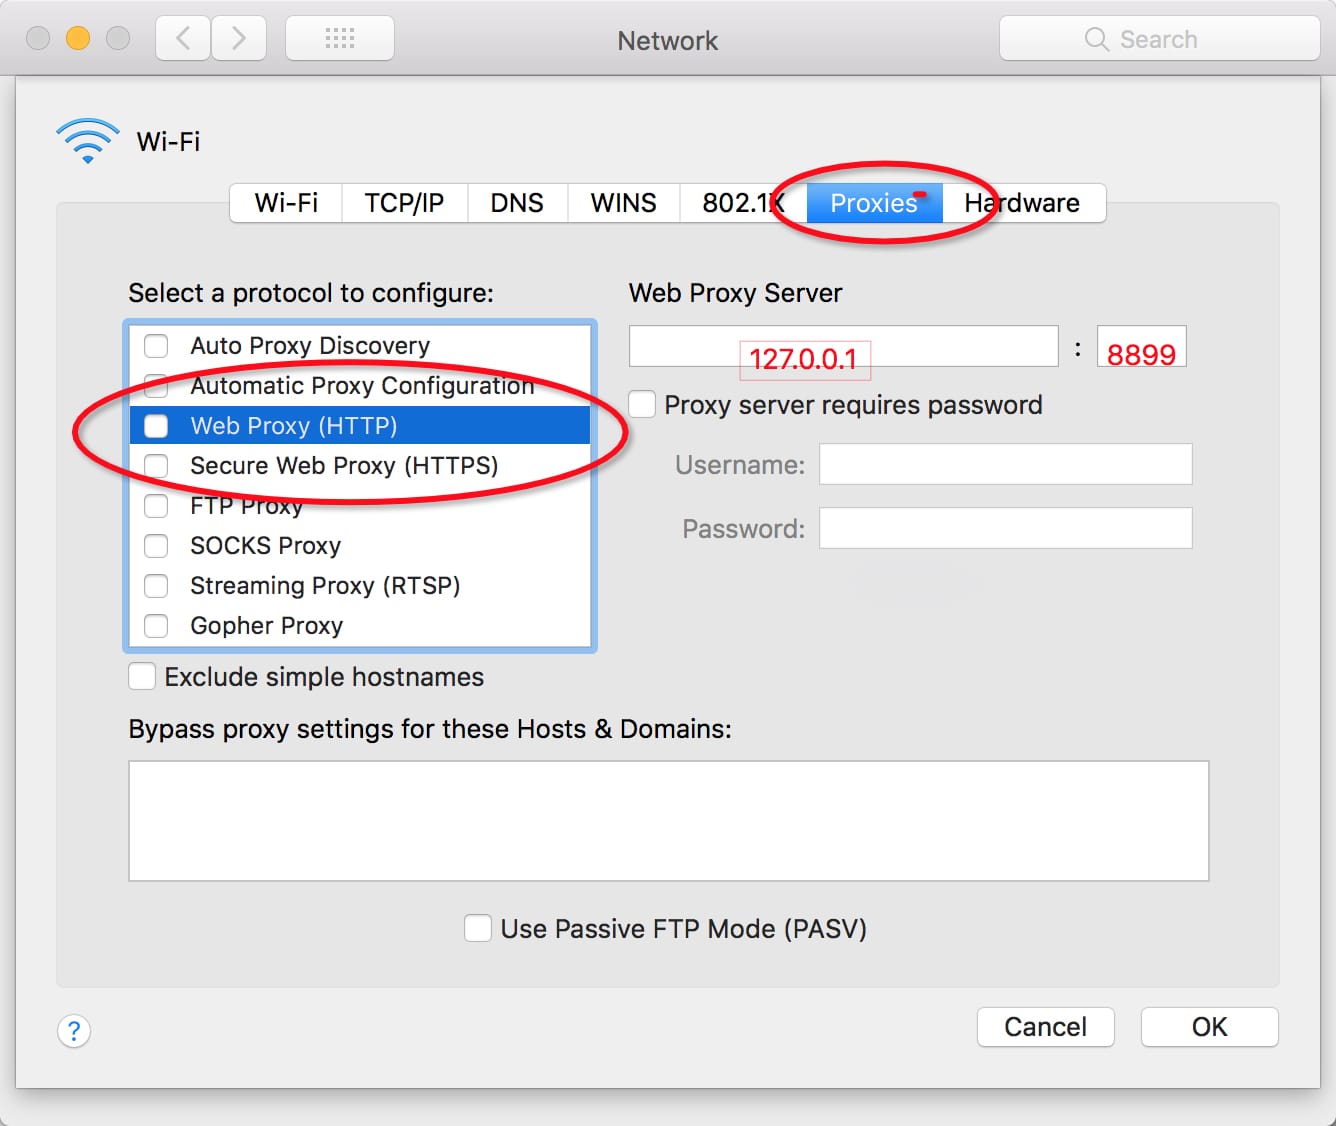 Network
Search
Wi-Fi
Wi-Fi TCP/IP DNS WINS 802.1X Proxies Hardware
Select a protocol to configure:
Auto Proxy Discovery
Automatic Proxy Configuration
Web Proxy (HTTP)
Secure Web Proxy (HTTPS)
FTP Proxy
SOCKS Proxy
Streaming Proxy (RTSP)
Gopher Proxy
Exclude simple hostnames
Web Proxy Server
127.0.0.1 : 8899
Proxy server requires password
Username:
Password:
Bypass proxy settings for these Hosts & Domains:
Use Passive FTP Mode (PASV)
?
Cancel OK